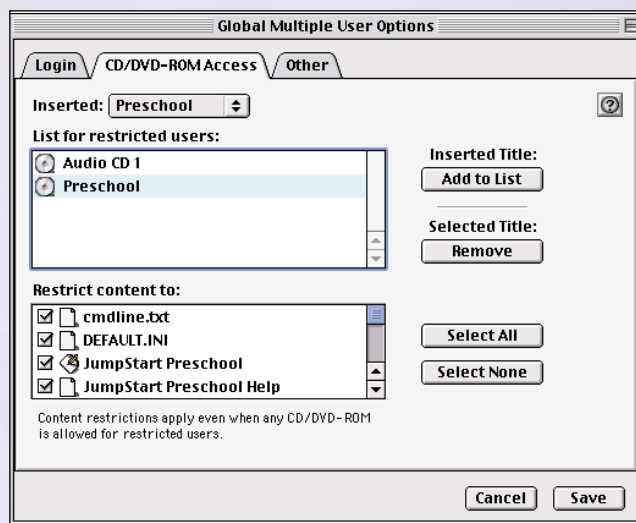 Global Multiple User Options
Login
CD/DVD-ROM Access
Other
Inserted: Preschool
?
List for restricted users:
Audio CD 1
Preschool
Inserted Title:
Add to List
Selected Title:
Remove
Restrict content to:
cmdline.txt
DEFAULT.INI
JumpStart Preschool
JumpStart Preschool Help
Select All
Select None
Content restrictions apply even when any CD/DVD-ROM
is allowed for restricted users.
Cancel
Save